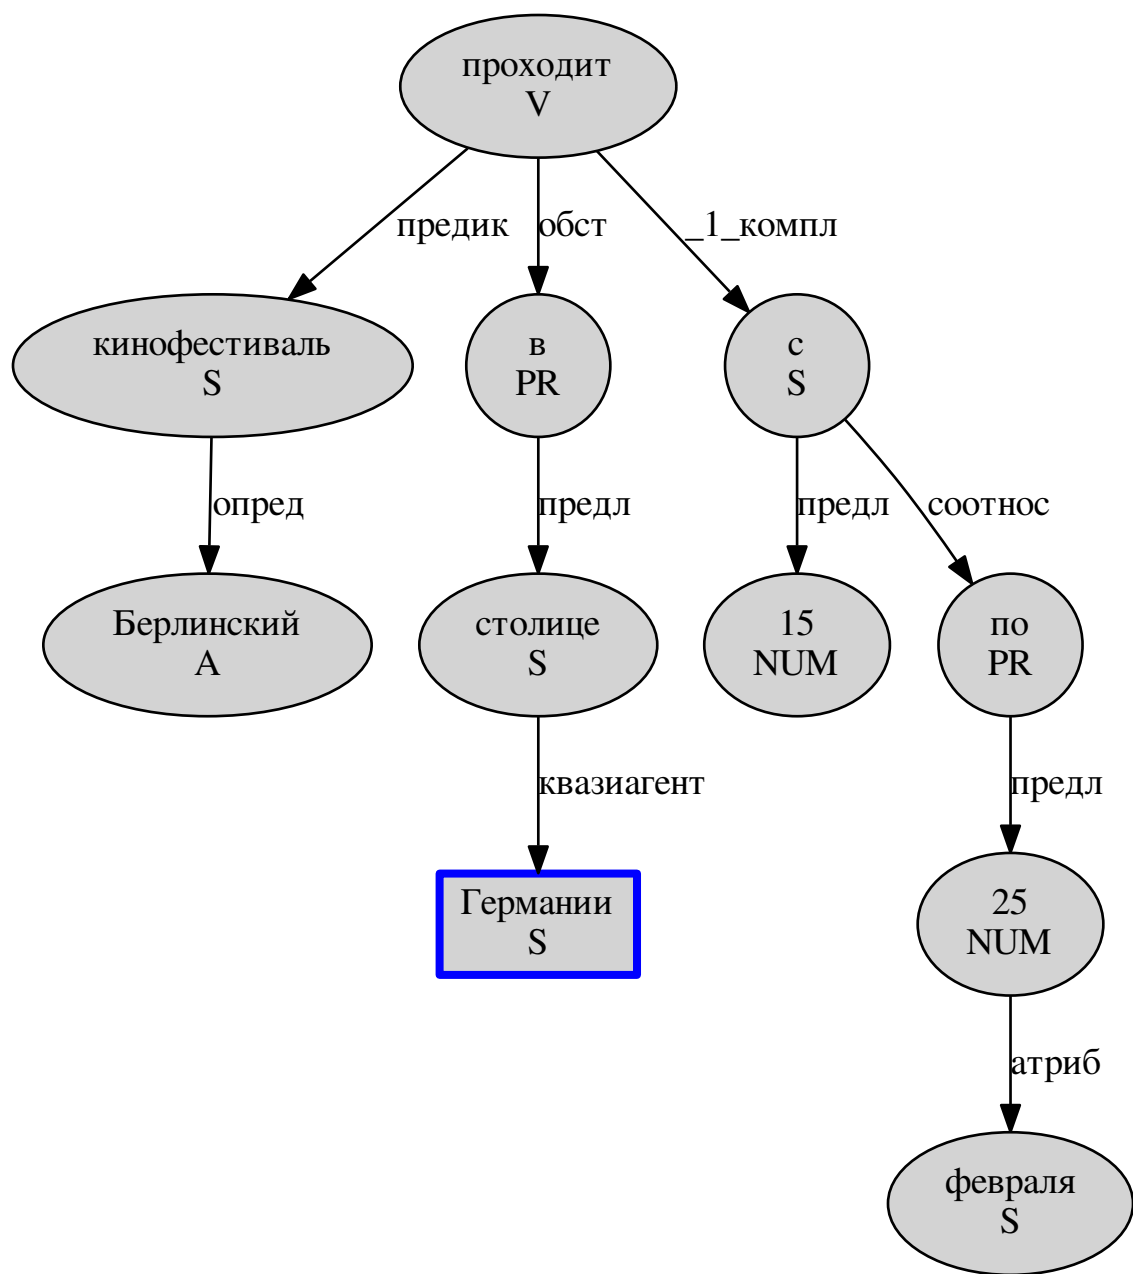 проходит
V
предик
обст
_1_компл
кинофестиваль
S
в
PR
с
S
опред
предл
предл
соотнос
Берлинский
A
столице
S
15
NUM
по
PR
квазиагент
предл
Германии
S
25
NUM
атриб
февраля
S